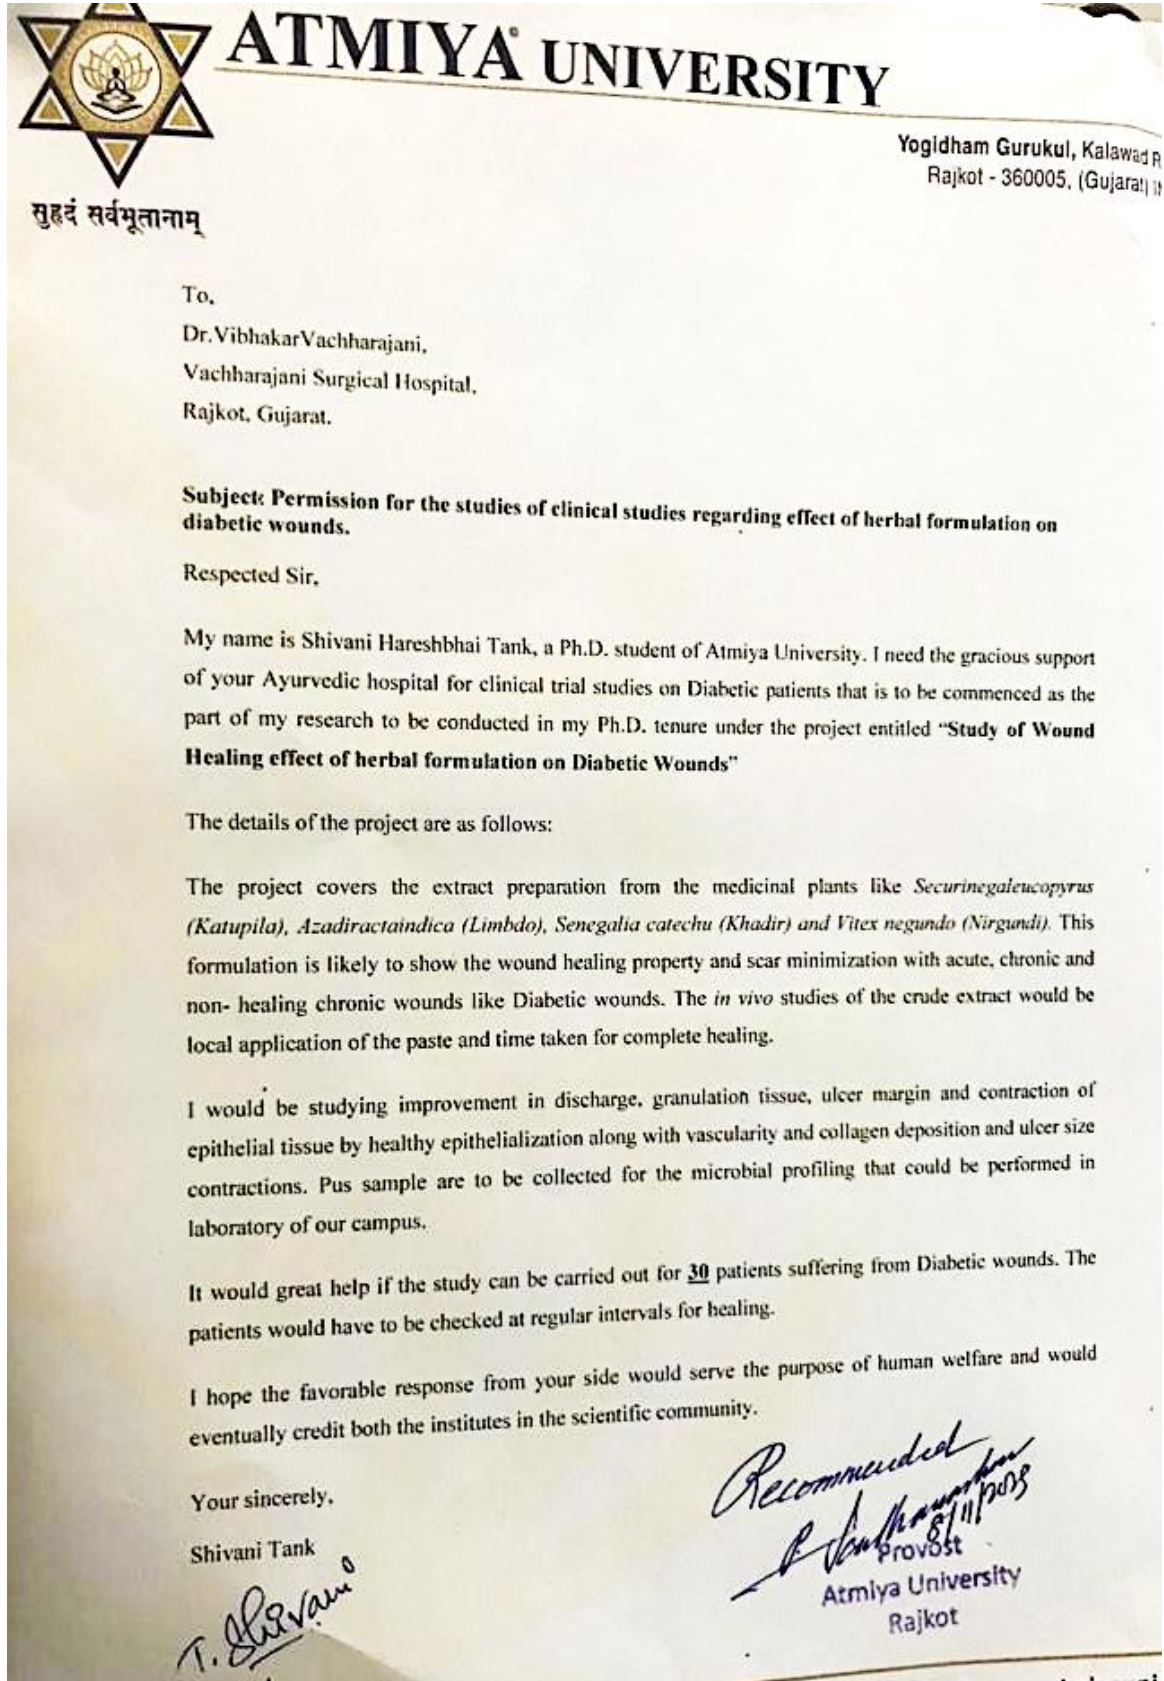 ATMIYA UNIVERSITY
Yogidham Gurukul, Kalawad
Rajkot - 360005, (Gujarat)
सुहृदं सर्वभूतानाम्
To,
Dr.VibhakarVachharajani,
Vachharajani Surgical Hospital,
Rajkot, Gujarat.
Subject: Permission for the studies of clinical studies regarding effect of herbal formulation on
diabetic wounds.
Respected Sir,
My name is Shivani Hareshbhai Tank, a Ph.D. student of Atmiya University. I need the gracious support
of your Ayurvedic hospital for clinical trial studies on Diabetic patients that is to be commenced as the
part of my research to be conducted in my Ph.D. tenure under the project entitled “Study of Wound
Healing effect of herbal formulation on Diabetic Wounds”
The details of the project are as follows:
The project covers the extract preparation from the medicinal plants like Securinegaleucopyrus
(Katupila), Azadiractaindica (Limbdo), Senegalia catechu (Khadir) and Vitex negundo (Nirgundi). This
formulation is likely to show the wound healing property and scar minimization with acute, chronic and
non- healing chronic wounds like Diabetic wounds. The in vivo studies of the crude extract would be
local application of the paste and time taken for complete healing.
I would be studying improvement in discharge, granulation tissue, ulcer margin and contraction of
epithelial tissue by healthy epithelialization along with vascularity and collagen deposition and ulcer size
contractions. Pus sample are to be collected for the microbial profiling that could be performed in
laboratory of our campus.
It would great help if the study can be carried out for 30 patients suffering from Diabetic wounds. The
patients would have to be checked at regular intervals for healing.
I hope the favorable response from your side would serve the purpose of human welfare and would
eventually credit both the institutes in the scientific community.
Your sincerely,
Shivani Tank
T. Shivani
Recommended
Provost
Atmiya University
Rajkot